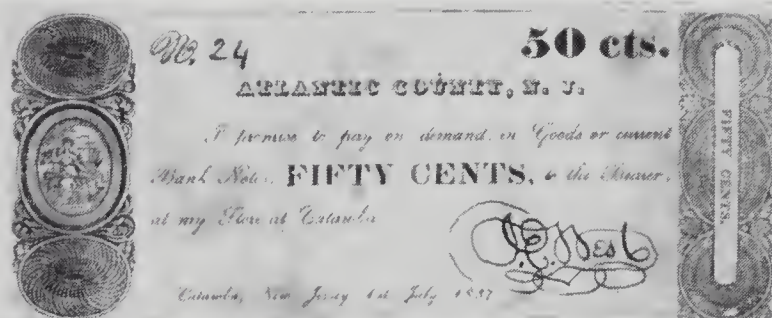 No. 24
50 cts.
ATLANTIC COUNTY, N. J.
I promise to pay on demand, in Goods or current
Bank Notes, FIFTY CENTS, to the Bearer,
at my Store at Catawba
Catawba, New Jersey 1st July 1837
FIFTY CENTS.